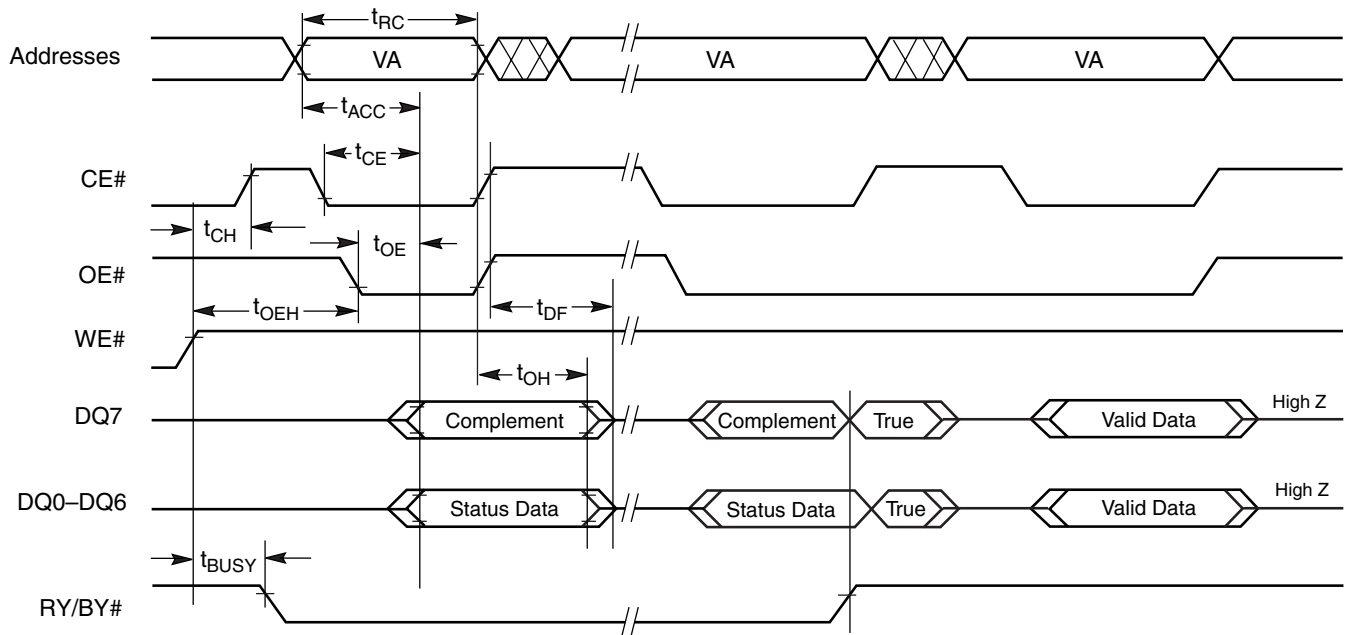 tRC
Addresses VA VA VA
tACC
tCE
CE#
tCH tOE
OE#
tOEH tDF
WE#
tOH
DQ7 Complement Complement True Valid Data High Z
DQ0–DQ6 Status Data Status Data True Valid Data High Z
tBUSY
RY/BY#